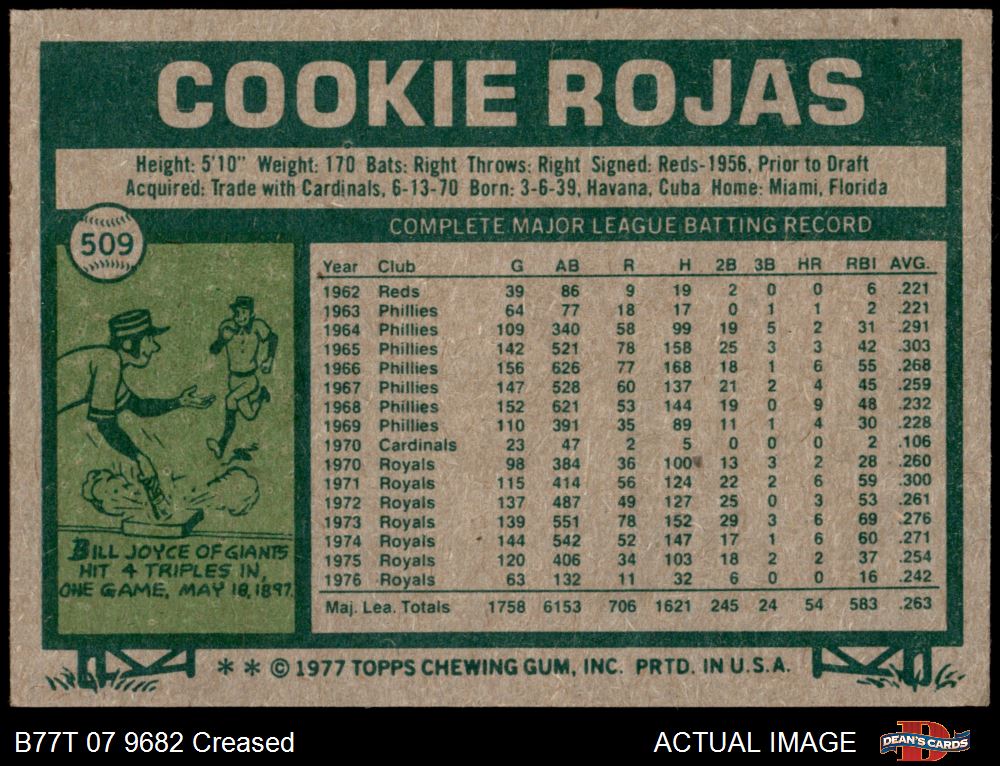 COOKIE ROJAS
Height: 5'10" Weight: 170 Bats: Right Throws: Right Signed: Reds-1956, Prior to Draft
Acquired: Trade with Cardinals, 6-13-70 Born: 3-6-39, Havana, Cuba Home: Miami, Florida
509
COMPLETE MAJOR LEAGUE BATTING RECORD
Year Club G AB R H 2B 3B HR RBI AVG.
1962 Reds 39 86 9 19 2 0 0 6 .221
1963 Phillies 64 77 18 17 0 1 1 2 .221
1964 Phillies 109 340 58 99 19 5 2 31 .291
1965 Phillies 142 521 78 158 25 3 3 42 .303
1966 Phillies 156 626 77 168 18 1 6 55 .268
1967 Phillies 147 528 60 137 21 2 4 45 .259
1968 Phillies 152 621 53 144 19 0 9 48 .232
1969 Phillies 110 391 35 89 11 1 4 30 .228
1970 Cardinals 23 47 2 5 0 0 0 2 .106
1970 Royals 98 384 36 100 13 3 2 28 .260
1971 Royals 115 414 56 124 22 2 6 59 .300
1972 Royals 137 487 49 127 25 0 3 53 .261
1973 Royals 139 551 78 152 29 3 6 69 .276
1974 Royals 144 542 52 147 17 1 6 60 .271
1975 Royals 120 406 34 103 18 2 2 37 .254
1976 Royals 63 132 11 32 6 0 0 16 .242
Maj. Lea. Totals 1758 6153 706 1621 245 24 54 583 .263
BILL JOYCE OF GIANTS
HIT 4 TRIPLES IN
ONE GAME, MAY 18, 1897.
* * © 1977 TOPPS CHEWING GUM, INC. PRTD. IN U.S.A.
B77T 07 9682 Creased
ACTUAL IMAGE
D
DEAN'S CARDS